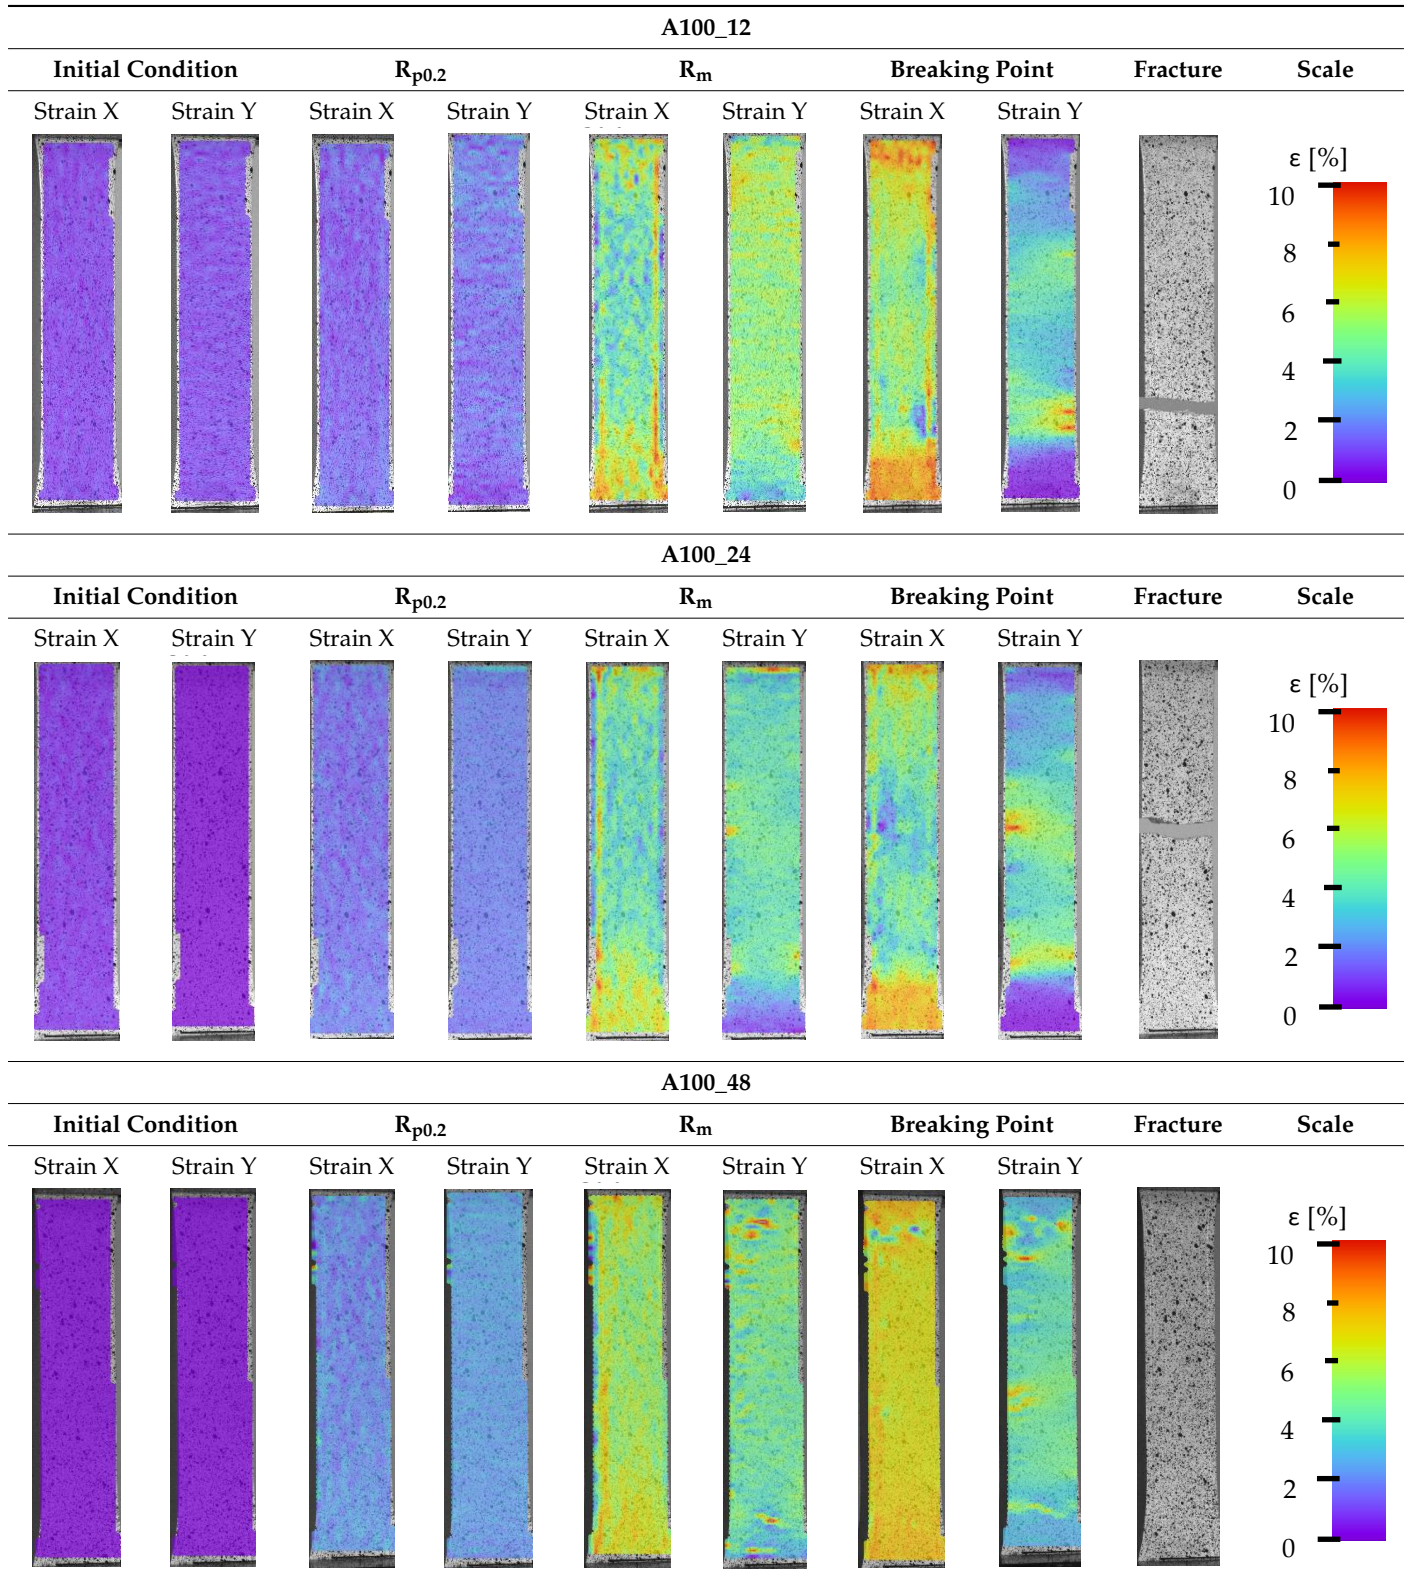 A100_12
Initial Condition Rp0.2 Rm Breaking Point Fracture Scale
Strain X Strain Y Strain X Strain Y Strain X Strain Y Strain X Strain Y
ε [%]
10
8
6
4
2
0
A100_24
Initial Condition Rp0.2 Rm Breaking Point Fracture Scale
Strain X Strain Y Strain X Strain Y Strain X Strain Y Strain X Strain Y
ε [%]
10
8
6
4
2
0
A100_48
Initial Condition Rp0.2 Rm Breaking Point Fracture Scale
Strain X Strain Y Strain X Strain Y Strain X Strain Y Strain X Strain Y
ε [%]
10
8
6
4
2
0